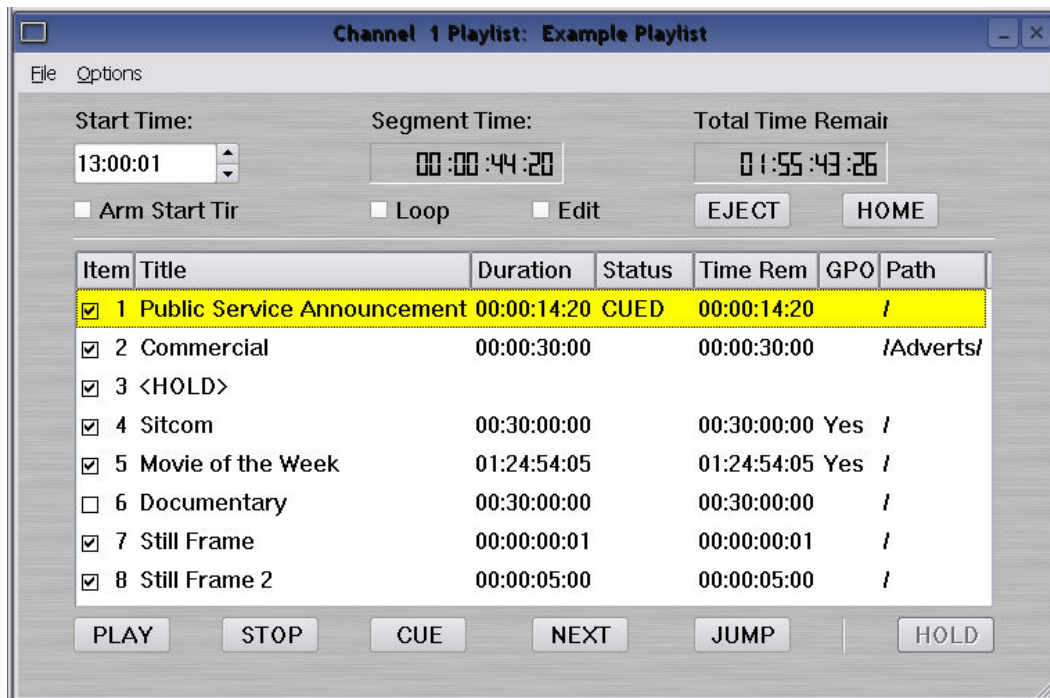 Channel 1 Playlist: Example Playlist
File Options
Start Time: Segment Time: Total Time Remair
13:00:01 00:00:44:20 01:55:43:26
Arm Start Tir Loop Edit EJECT HOME
Item Title Duration Status Time Rem GPO Path
1 Public Service Announcement 00:00:14:20 CUED 00:00:14:20 /
2 Commercial 00:00:30:00 00:00:30:00 /Adverts/
3 <HOLD>
4 Sitcom 00:30:00:00 00:30:00:00 Yes /
5 Movie of the Week 01:24:54:05 01:24:54:05 Yes /
6 Documentary 00:30:00:00 00:30:00:00 /
7 Still Frame 00:00:00:01 00:00:00:01 /
8 Still Frame 2 00:00:05:00 00:00:05:00 /
PLAY STOP CUE NEXT JUMP HOLD